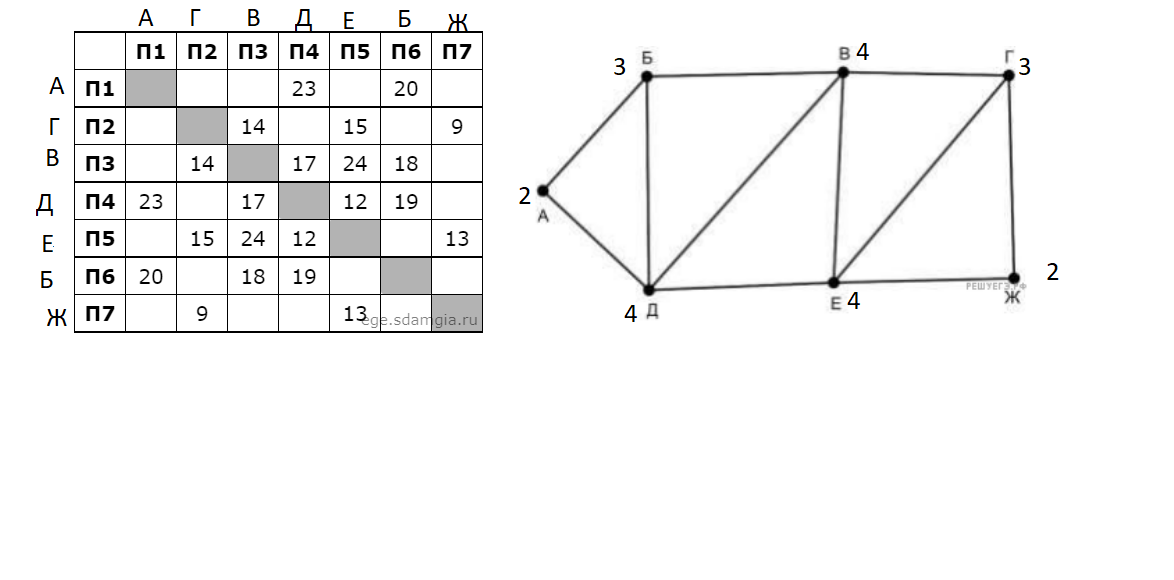 А Г В Д Е Б Ж
П1 П2 П3 П4 П5 П6 П7
А П1 23 20
Г П2 14 15 9
В П3 14 17 24 18
Д П4 23 17 12 19
Е П5 15 24 12 13
Б П6 20 18 19
Ж П7 9 13
ege.sdamgia.ru
3 Б В 4 Г 3
2 А
4 Д Е 4 Ж 2
РЕШУЕГЭ.РФ